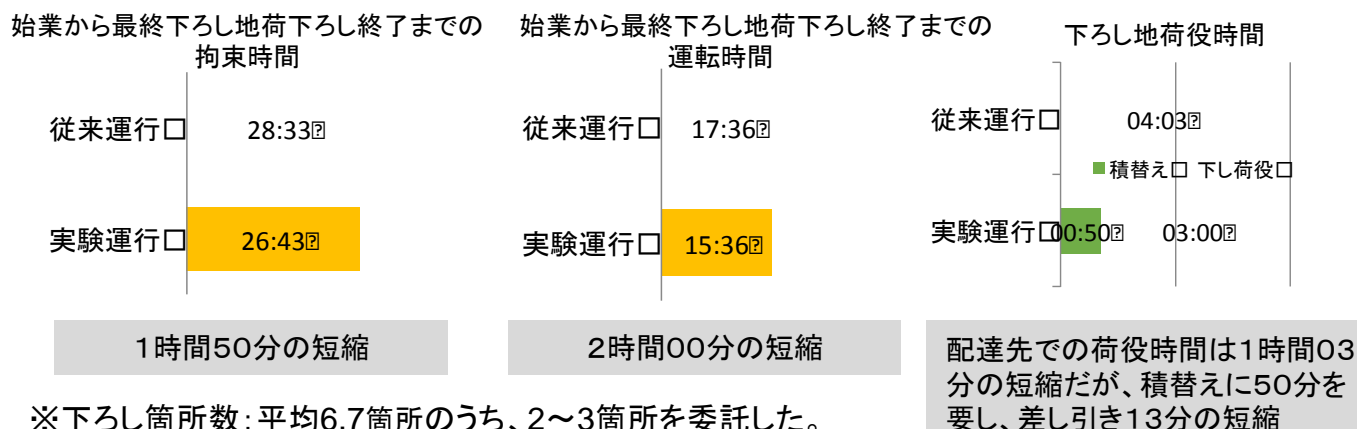 始業から最終下ろし地荷下ろし終了までの
拘束時間
従来運行□ 28:33⍰
実験運行□ 26:43⍰
1時間50分の短縮
始業から最終下ろし地荷下ろし終了までの
運転時間
従来運行□ 17:36⍰
実験運行□ 15:36⍰
2時間00分の短縮
下ろし地荷役時間
従来運行□ 04:03⍰
■積替え□ 下し荷役□
実験運行□ 00:50⍰ 03:00⍰
配達先での荷役時間は1時間03
分の短縮だが、積替えに50分を
要し、差し引き13分の短縮
※下ろし箇所数:平均6.7箇所のうち、2〜3箇所を委託した。